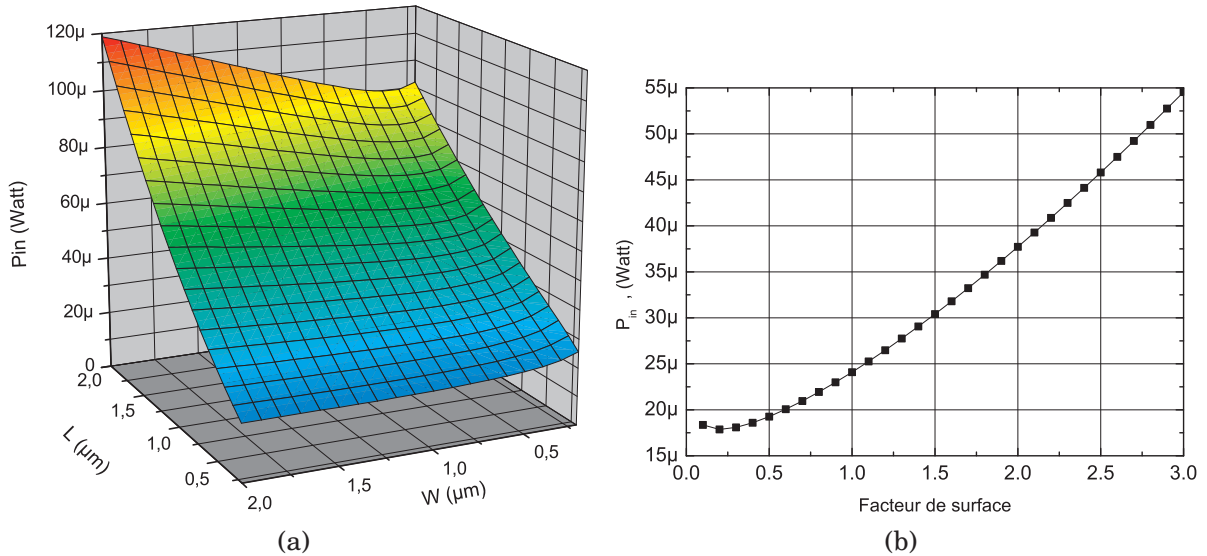 120µ
100µ
80µ
60µ
40µ
20µ
0
Pin (Watt)
2,0
1,5
1,0
0,5
L (µm)
2,0
1,5
1,0
0,5
W (µm)
(a)
55µ
50µ
45µ
40µ
35µ
30µ
25µ
20µ
15µ
P_in , (Watt)
0.0 0.5 1.0 1.5 2.0 2.5 3.0
Facteur de surface
(b)